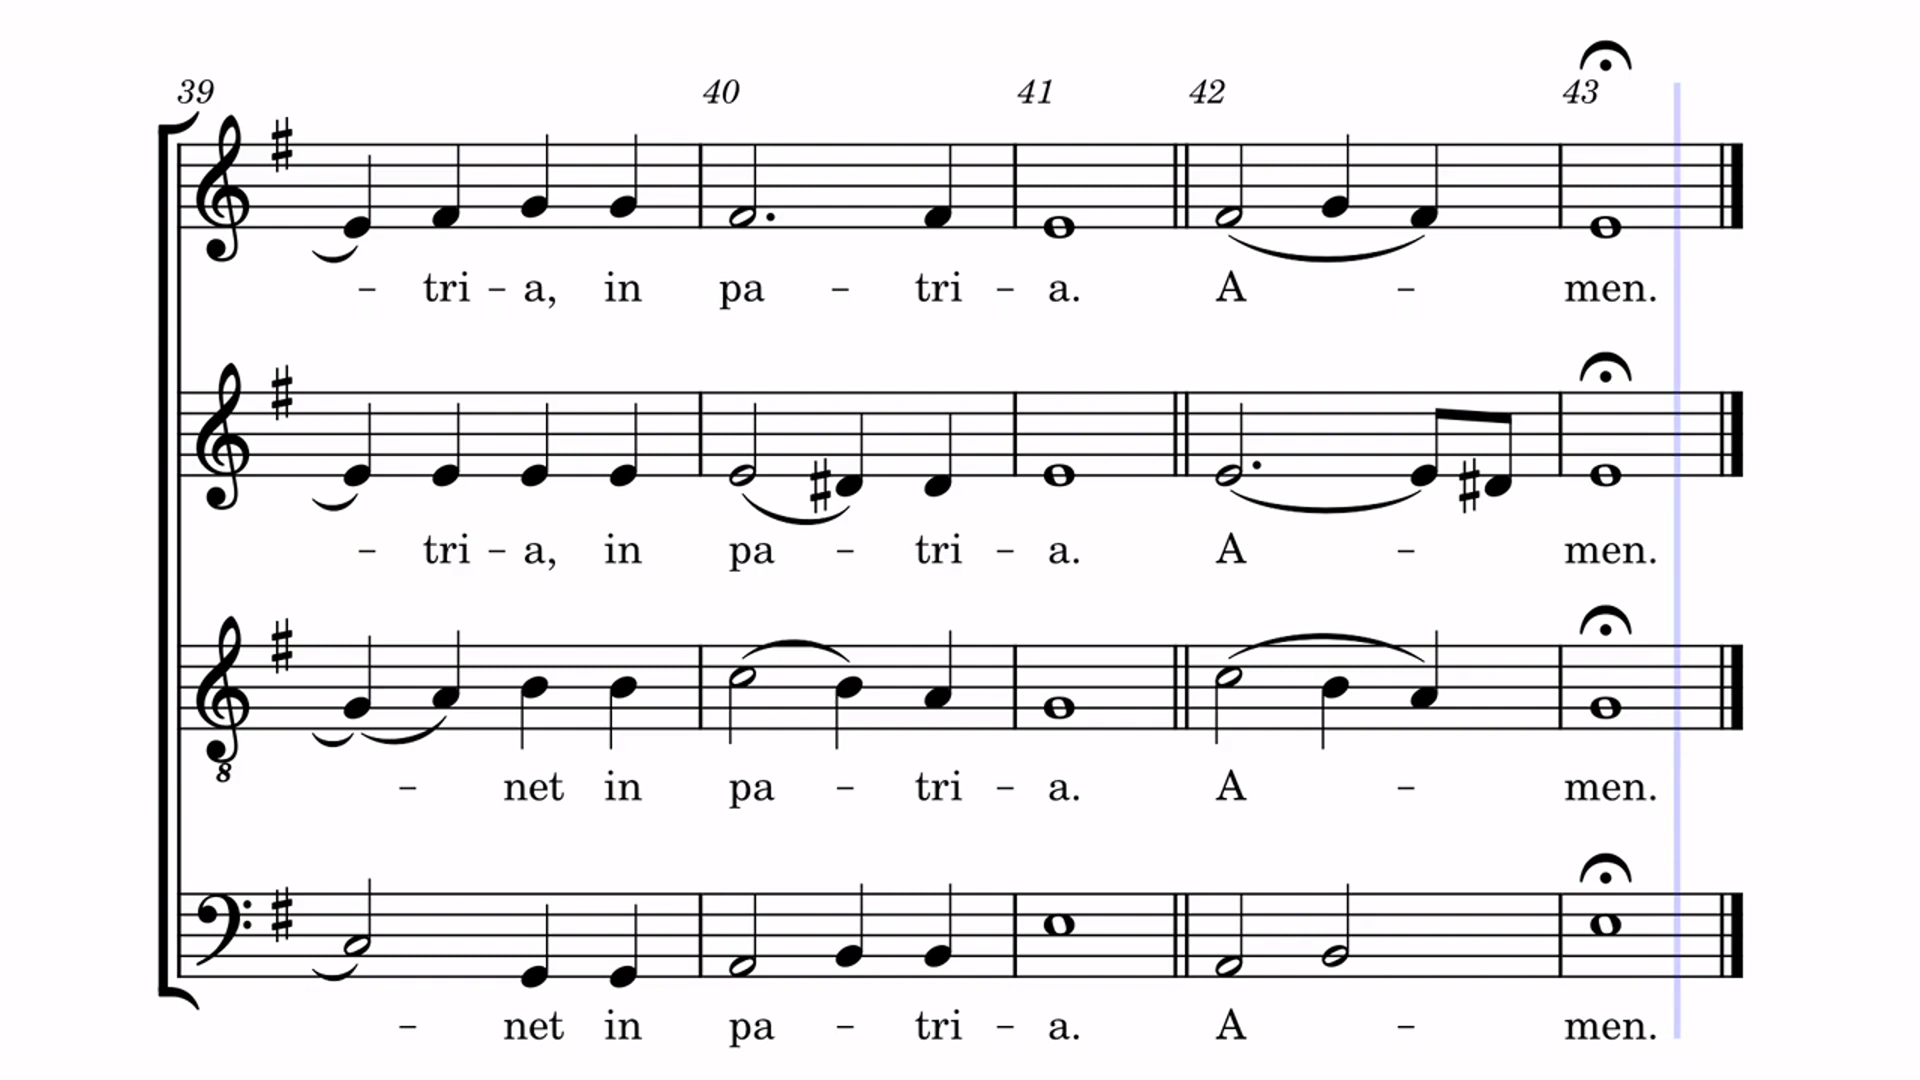 39 40 41 42 43
– tri – a, in pa – tri – a. A – men.
– tri – a, in pa – tri – a. A – men.
8
– net in pa – tri – a. A – men.
– net in pa – tri – a. A – men.